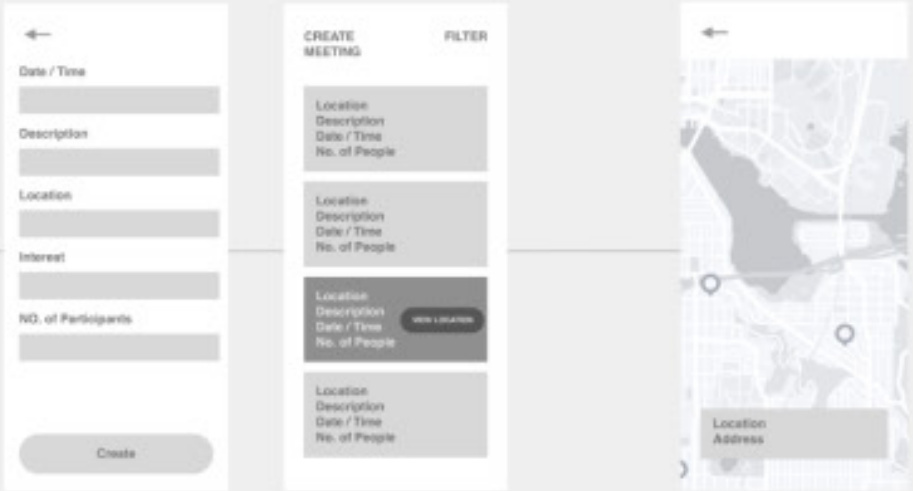 Date / Time
Description
Location
Interest
NO. of Participants
Create
CREATE
MEETING
FILTER
Location
Description
Date / Time
No. of People
Location
Description
Date / Time
No. of People
Location
Description
Date / Time
No. of People
VIEW LOCATION
Location
Description
Date / Time
No. of People
Location
Address